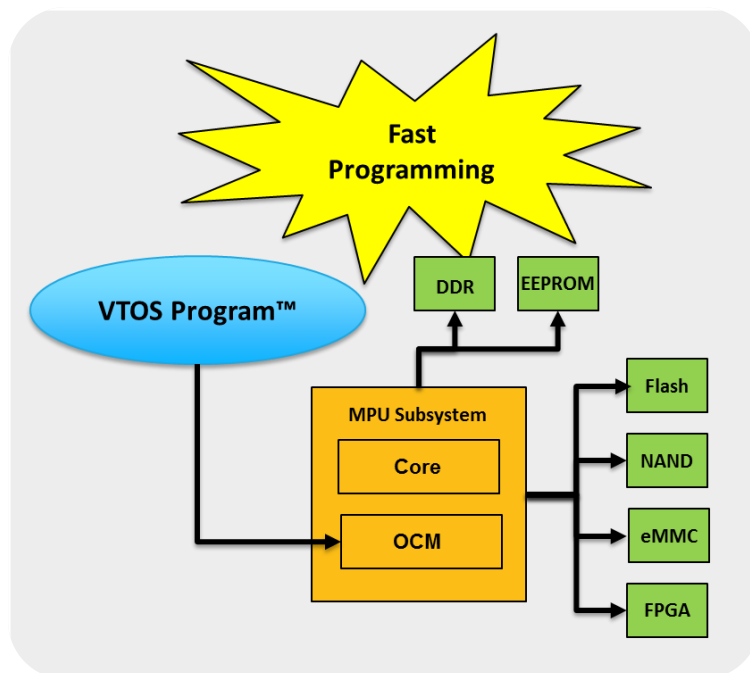 Fast
Programming
DDR
EEPROM
VTOS Program™
MPU Subsystem
Core
OCM
Flash
NAND
eMMC
FPGA